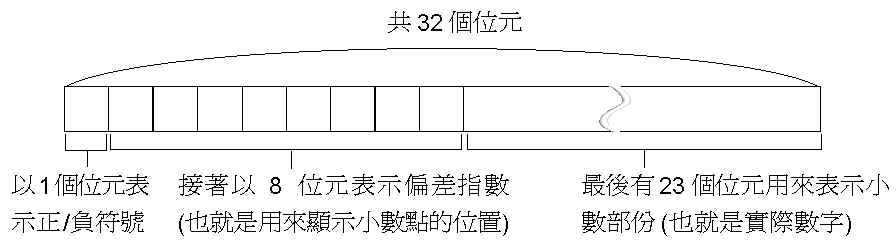 共 32 個位元
以1個位元表
示正/負符號
接著以 8 位元表示偏差指數
(也就是用來顯示小數點的位置)
最後有23個位元用來表示小
數部份 (也就是實際數字)